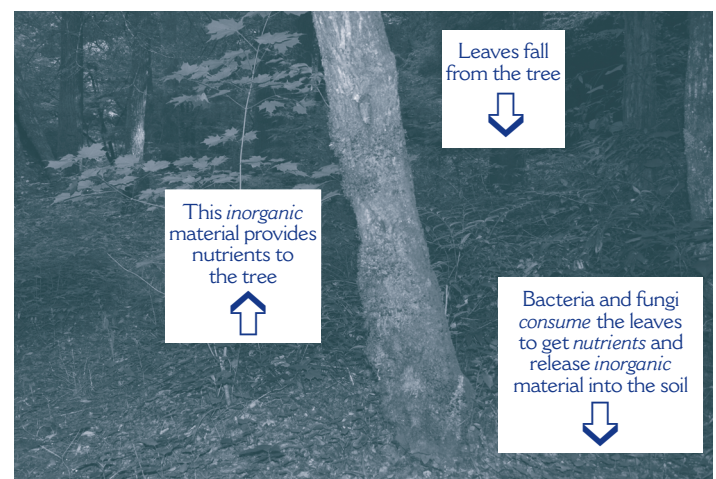 Leaves fall
from the tree
Bacteria and fungi
consume the leaves
to get nutrients and
release inorganic
material into the soil
This inorganic
material provides
nutrients to
the tree